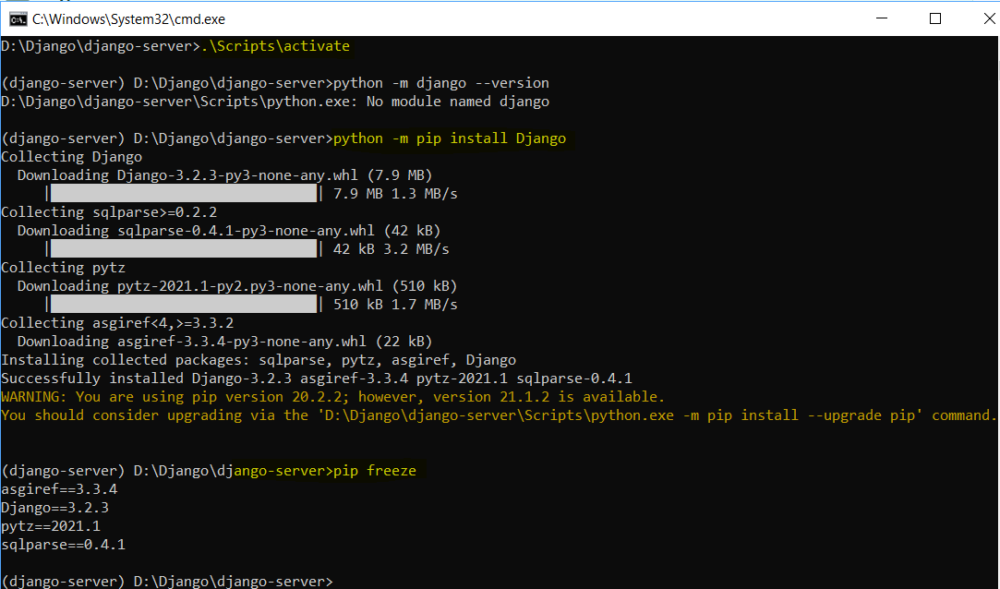 C:\Windows\System32\cmd.exe
D:\Django\django-server>.\Scripts\activate
(django-server) D:\Django\django-server>python -m django --version
D:\Django\django-server\Scripts\python.exe: No module named django
(django-server) D:\Django\django-server>python -m pip install Django
Collecting Django
  Downloading Django-3.2.3-py3-none-any.whl (7.9 MB)
     |████████████████████████████████| 7.9 MB 1.3 MB/s
Collecting sqlparse>=0.2.2
  Downloading sqlparse-0.4.1-py3-none-any.whl (42 kB)
     |████████████████████████████████| 42 kB 3.2 MB/s
Collecting pytz
  Downloading pytz-2021.1-py2.py3-none-any.whl (510 kB)
     |████████████████████████████████| 510 kB 1.7 MB/s
Collecting asgiref<4,>=3.3.2
  Downloading asgiref-3.3.4-py3-none-any.whl (22 kB)
Installing collected packages: sqlparse, pytz, asgiref, Django
Successfully installed Django-3.2.3 asgiref-3.3.4 pytz-2021.1 sqlparse-0.4.1
WARNING: You are using pip version 20.2.2; however, version 21.1.2 is available.
You should consider upgrading via the 'D:\Django\django-server\Scripts\python.exe -m pip install --upgrade pip' command.
(django-server) D:\Django\django-server>pip freeze
asgiref==3.3.4
Django==3.2.3
pytz==2021.1
sqlparse==0.4.1
(django-server) D:\Django\django-server>